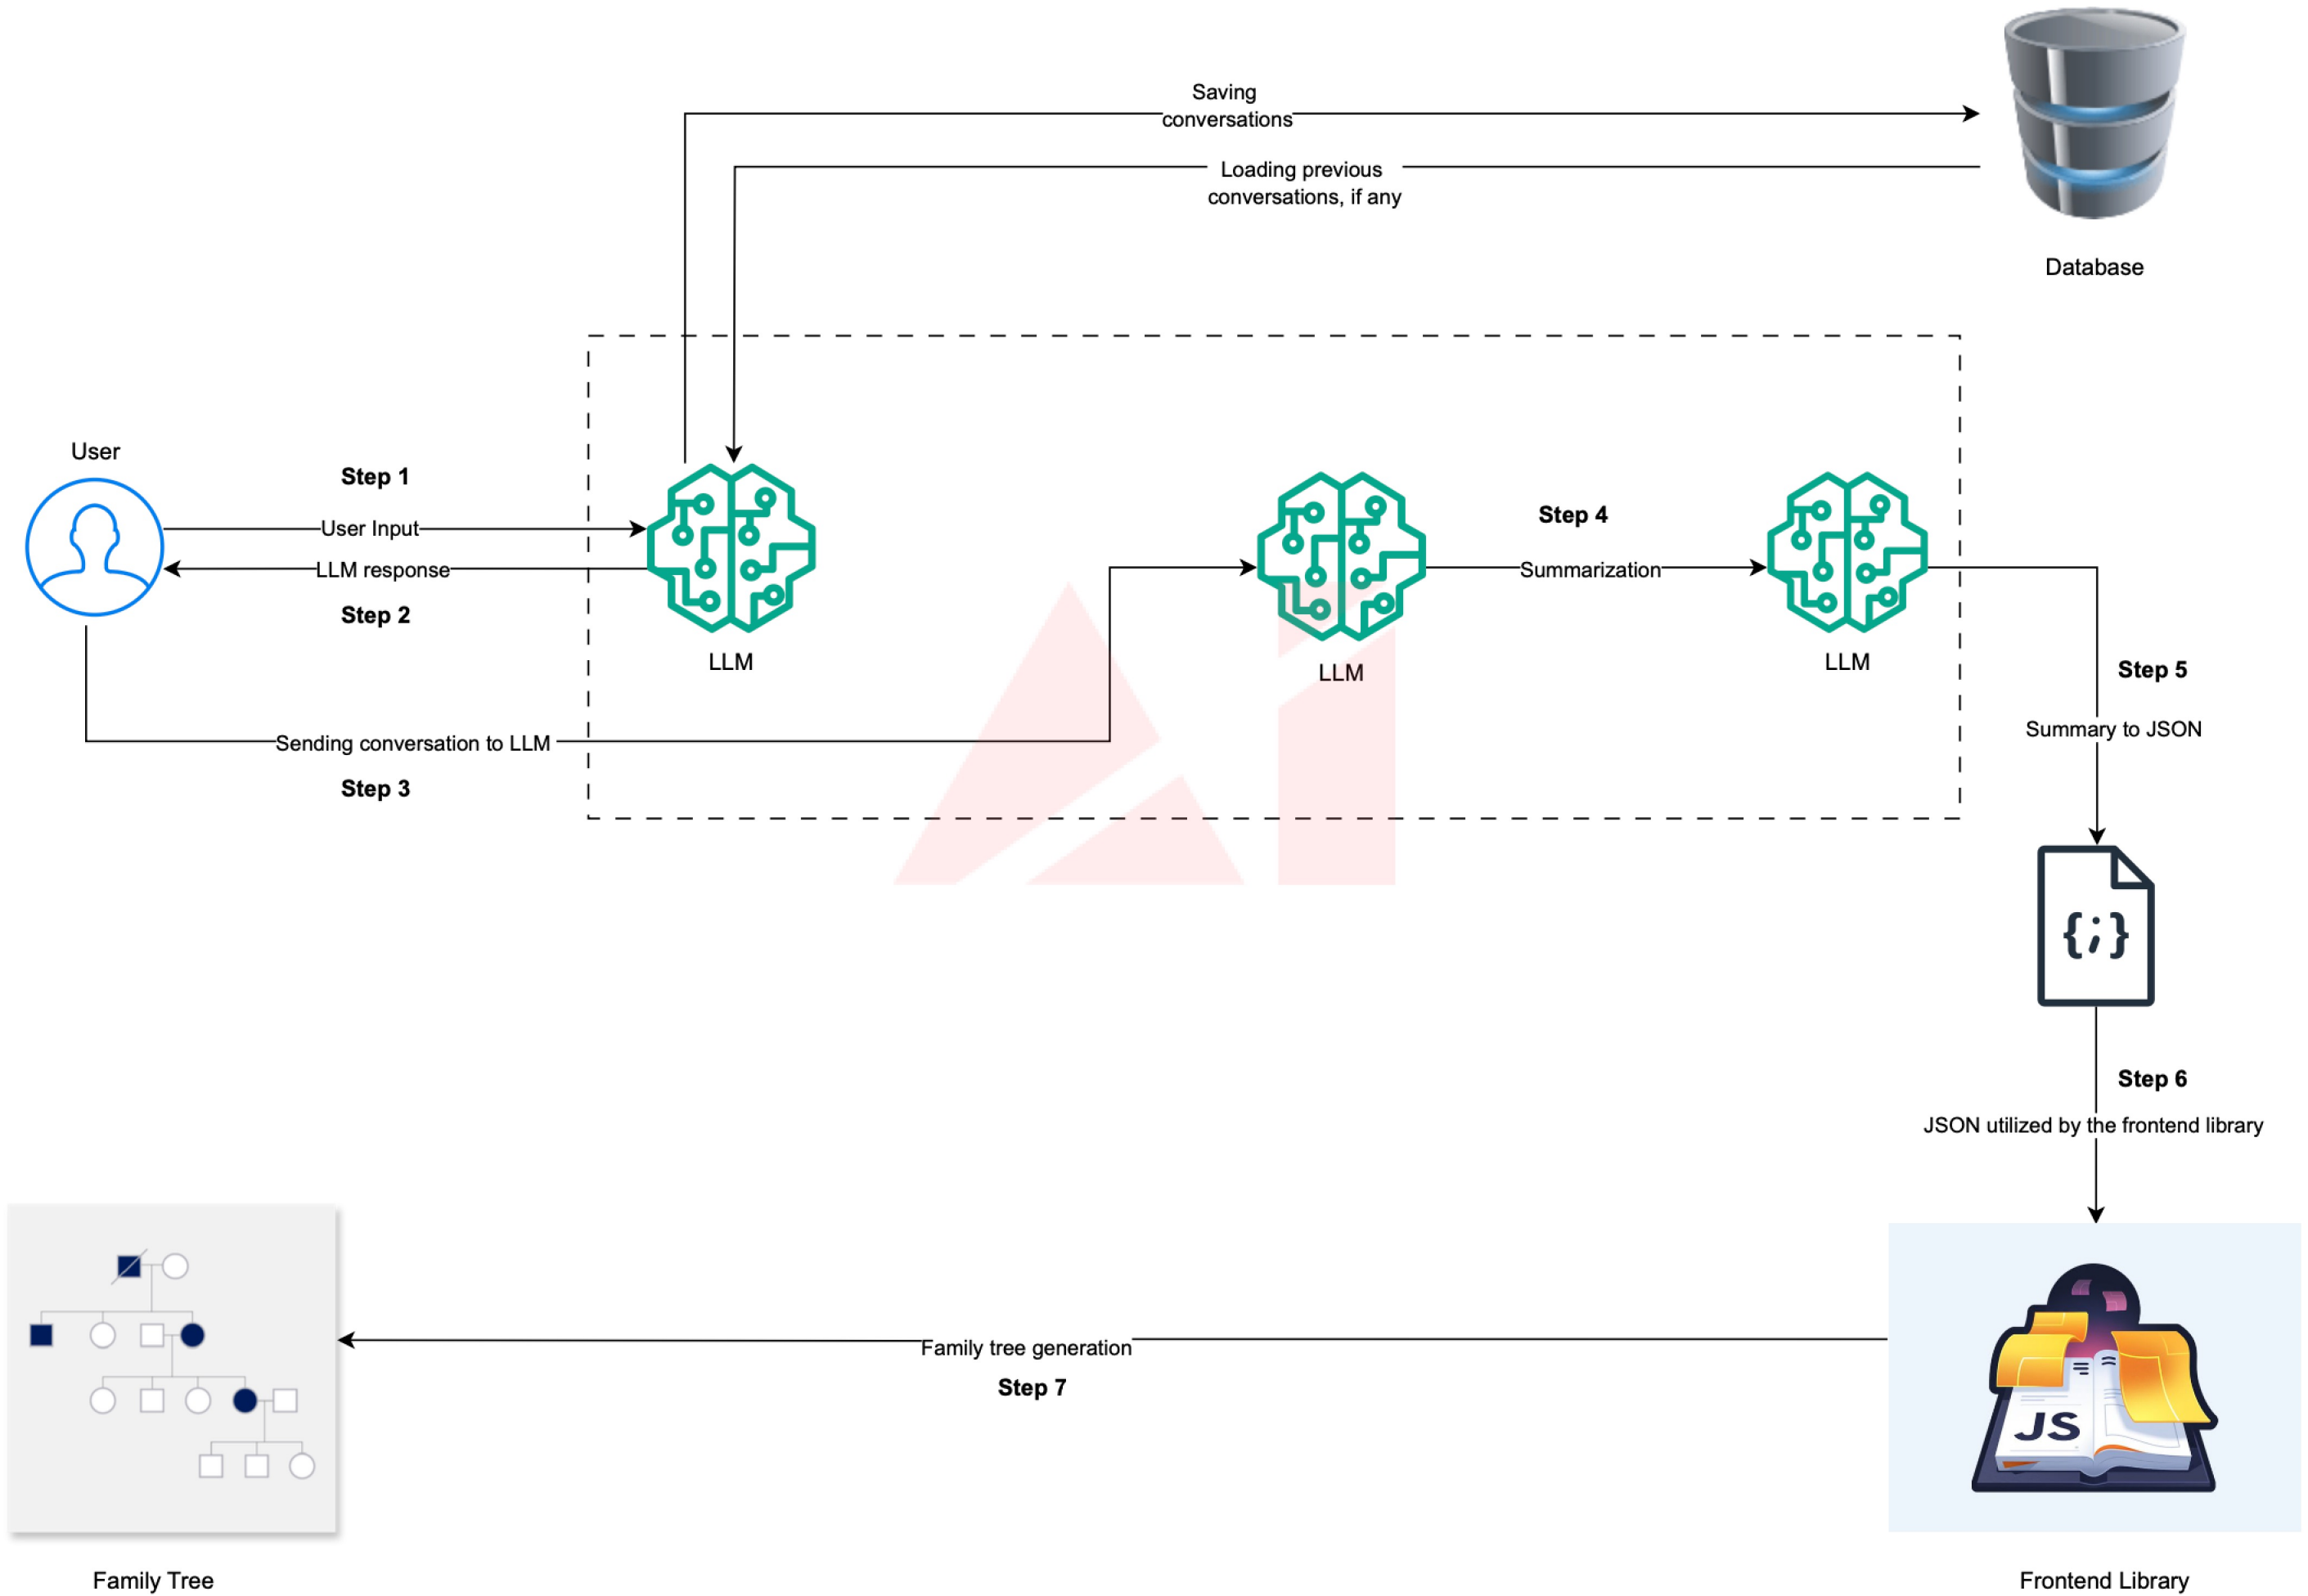 Saving
conversations
Loading previous
conversations, if any
Database
User
Step 1
User Input
LLM response
Step 2
LLM
LLM
Step 4
Summarization
LLM
Step 5
Summary to JSON
Sending conversation to LLM
Step 3
{;}
Step 6
JSON utilized by the frontend library
Family tree generation
Step 7
JS
Family Tree
Frontend Library